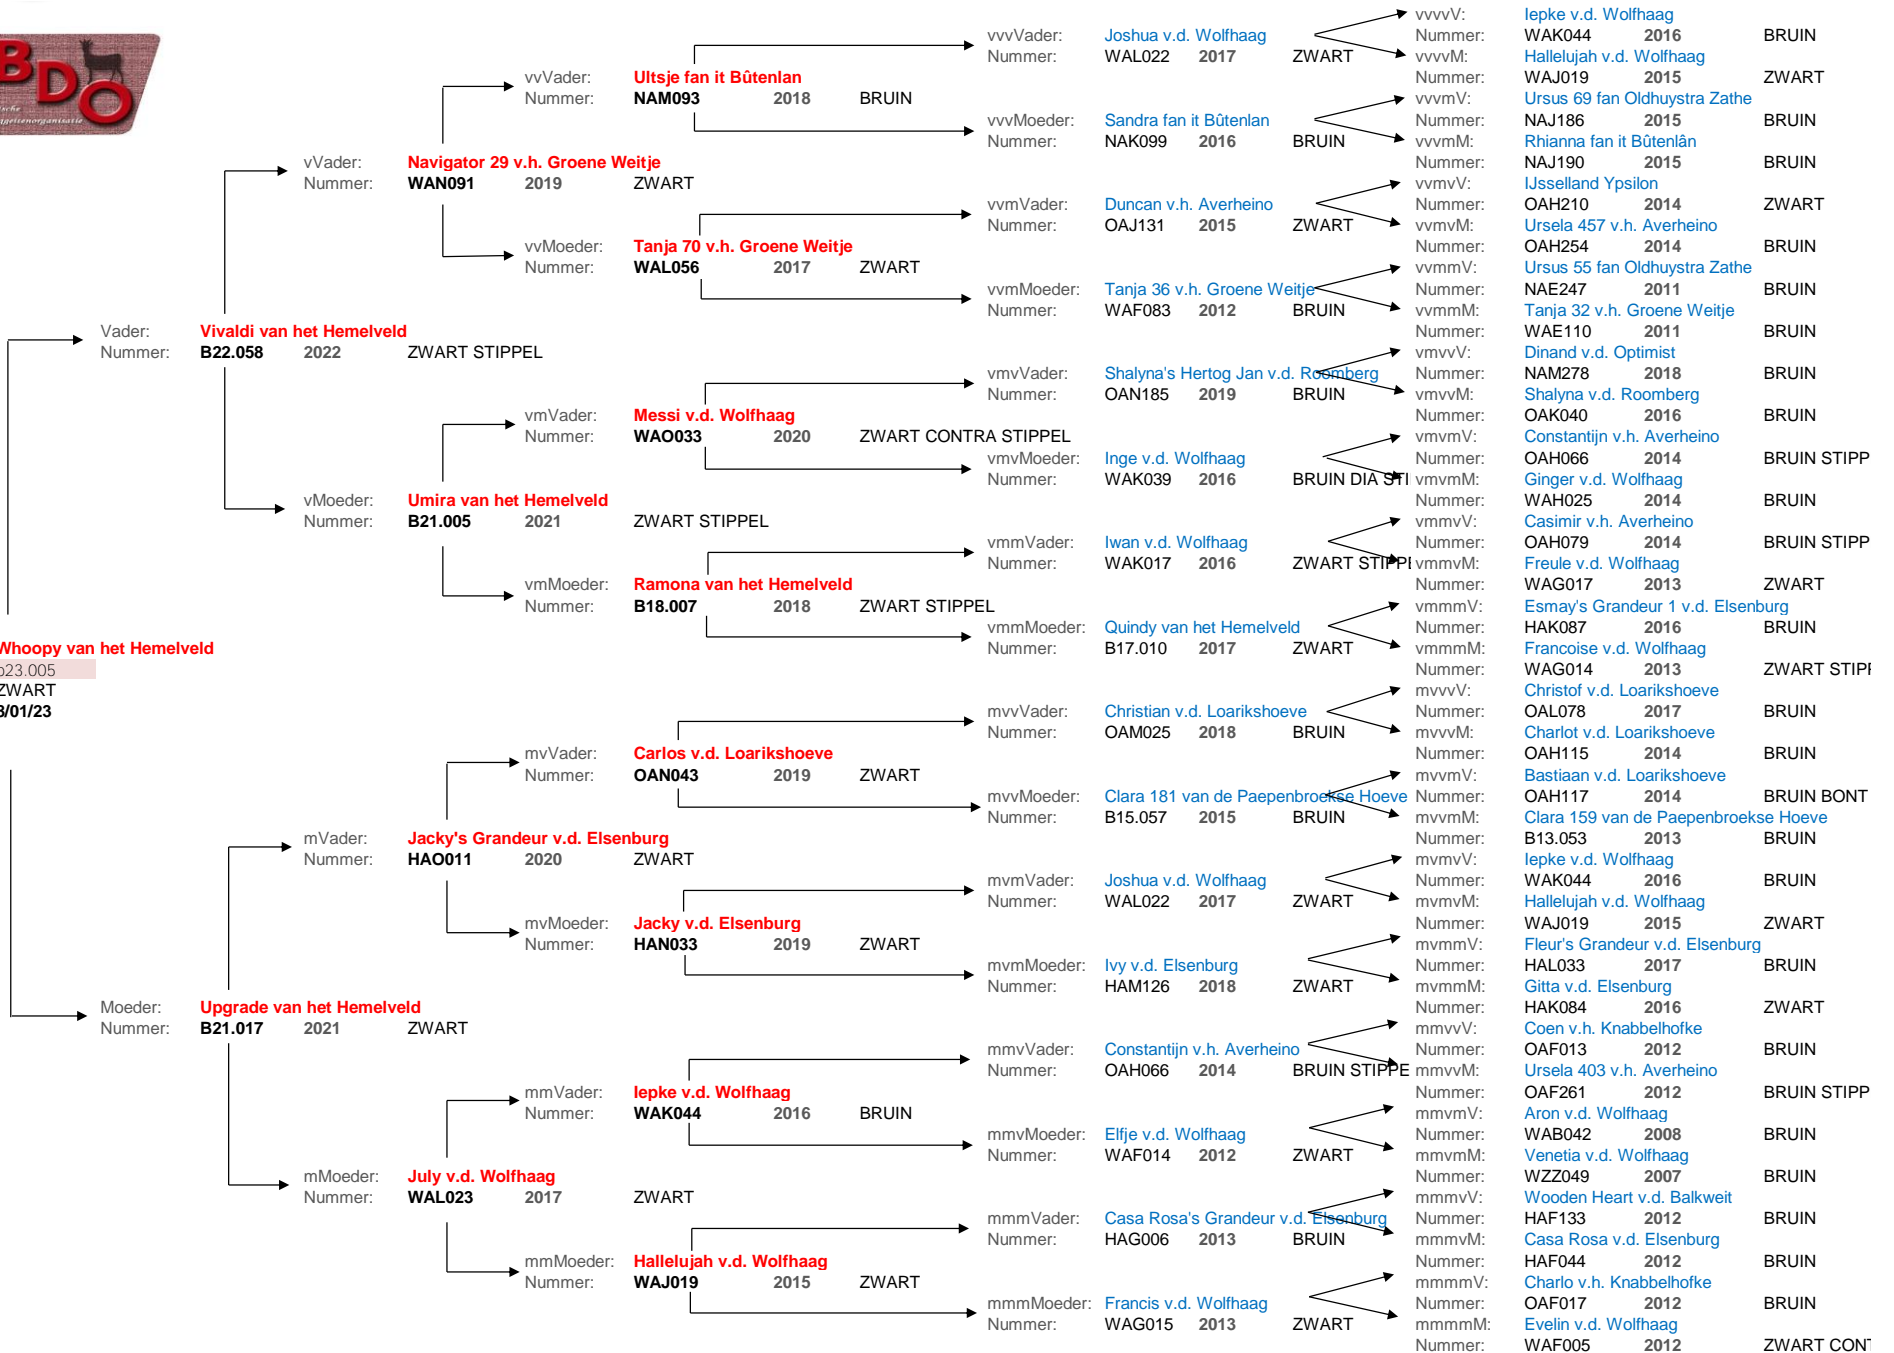 BDO
Whoopy van het Hemelveld
23.005
ZWART
/01/23
Vader: Vivaldi van het Hemelveld
Nummer: B22.058 2022 ZWART STIPPEL
Moeder: Upgrade van het Hemelveld
Nummer: B21.017 2021 ZWART
vVader: Navigator 29 v.h. Groene Weitje
Nummer: WAN091 2019 ZWART
vMoeder: Umira van het Hemelveld
Nummer: B21.005 2021 ZWART STIPPEL
mVader: Jacky's Grandeur v.d. Elsenburg
Nummer: HAO011 2020 ZWART
mMoeder: July v.d. Wolfhaag
Nummer: WAL023 2017 ZWART
vvVader: Ultsje fan it Bûtenlan
Nummer: NAM093 2018 BRUIN
vvMoeder: Tanja 70 v.h. Groene Weitje
Nummer: WAL056 2017 ZWART
vmVader: Messi v.d. Wolfhaag
Nummer: WAO033 2020 ZWART CONTRA STIPPEL
vmMoeder: Ramona van het Hemelveld
Nummer: B18.007 2018 ZWART STIPPEL
mvVader: Carlos v.d. Loarikshoeve
Nummer: OAN043 2019 ZWART
mvMoeder: Jacky v.d. Elsenburg
Nummer: HAN033 2019 ZWART
mmVader: Iepke v.d. Wolfhaag
Nummer: WAK044 2016 BRUIN
mmMoeder: Hallelujah v.d. Wolfhaag
Nummer: WAJ019 2015 ZWART
vvvVader: Joshua v.d. Wolfhaag
Nummer: WAL022 2017 ZWART
vvvMoeder: Sandra fan it Bûtenlan
Nummer: NAK099 2016 BRUIN
vvmVader: Duncan v.h. Averheino
Nummer: OAJ131 2015 ZWART
vvmMoeder: Tanja 36 v.h. Groene Weitje
Nummer: WAF083 2012 BRUIN
vmvVader: Shalyna's Hertog Jan v.d. Roomberg
Nummer: OAN185 2019 BRUIN
vmvMoeder: Inge v.d. Wolfhaag
Nummer: WAK039 2016 BRUIN DIA STI
vmmVader: Iwan v.d. Wolfhaag
Nummer: WAK017 2016 ZWART STIPPE
vmmMoeder: Quindy van het Hemelveld
Nummer: B17.010 2017 ZWART
mvvVader: Christian v.d. Loarikshoeve
Nummer: OAM025 2018 BRUIN
mvvMoeder: Clara 181 van de Paepenbroekse Hoeve
Nummer: B15.057 2015 BRUIN
mvmVader: Joshua v.d. Wolfhaag
Nummer: WAL022 2017 ZWART
mvmMoeder: Ivy v.d. Elsenburg
Nummer: HAM126 2018 ZWART
mmvVader: Constantijn v.h. Averheino
Nummer: OAH066 2014 BRUIN STIPPE
mmvMoeder: Elfje v.d. Wolfhaag
Nummer: WAF014 2012 ZWART
mmmVader: Casa Rosa's Grandeur v.d. Elsenburg
Nummer: HAG006 2013 BRUIN
mmmMoeder: Francis v.d. Wolfhaag
Nummer: WAG015 2013 ZWART
vvvvV: Iepke v.d. Wolfhaag
Nummer: WAK044 2016 BRUIN
vvvvM: Hallelujah v.d. Wolfhaag
Nummer: WAJ019 2015 ZWART
vvvmV: Ursus 69 fan Oldhuystra Zathe
Nummer: NAJ186 2015 BRUIN
vvvmM: Rhianna fan it Bûtenlân
Nummer: NAJ190 2015 BRUIN
vvmvV: IJsselland Ypsilon
Nummer: OAH210 2014 ZWART
vvmvM: Ursela 457 v.h. Averheino
Nummer: OAH254 2014 BRUIN
vvmmV: Ursus 55 fan Oldhuystra Zathe
Nummer: NAE247 2011 BRUIN
vvmmM: Tanja 32 v.h. Groene Weitje
Nummer: WAE110 2011 BRUIN
vmvvV: Dinand v.d. Optimist
Nummer: NAM278 2018 BRUIN
vmvvM: Shalyna v.d. Roomberg
Nummer: OAK040 2016 BRUIN
vmvmV: Constantijn v.h. Averheino
Nummer: OAH066 2014 BRUIN STIPP
vmvmM: Ginger v.d. Wolfhaag
Nummer: WAH025 2014 BRUIN
vmmvV: Casimir v.h. Averheino
Nummer: OAH079 2014 BRUIN STIPP
vmmvM: Freule v.d. Wolfhaag
Nummer: WAG017 2013 ZWART
vmmmV: Esmay's Grandeur 1 v.d. Elsenburg
Nummer: HAK087 2016 BRUIN
vmmmM: Francoise v.d. Wolfhaag
Nummer: WAG014 2013 ZWART STIPP
mvvvV: Christof v.d. Loarikshoeve
Nummer: OAL078 2017 BRUIN
mvvvM: Charlot v.d. Loarikshoeve
Nummer: OAH115 2014 BRUIN
mvvmV: Bastiaan v.d. Loarikshoeve
Nummer: OAH117 2014 BRUIN BONT
mvvmM: Clara 159 van de Paepenbroekse Hoeve
Nummer: B13.053 2013 BRUIN
mvmvV: Iepke v.d. Wolfhaag
Nummer: WAK044 2016 BRUIN
mvmvM: Hallelujah v.d. Wolfhaag
Nummer: WAJ019 2015 ZWART
mvmmV: Fleur's Grandeur v.d. Elsenburg
Nummer: HAL033 2017 BRUIN
mvmmM: Gitta v.d. Elsenburg
Nummer: HAK084 2016 ZWART
mmvvV: Coen v.h. Knabbelhofke
Nummer: OAF013 2012 BRUIN
mmvvM: Ursela 403 v.h. Averheino
Nummer: OAF261 2012 BRUIN STIPP
mmvmV: Aron v.d. Wolfhaag
Nummer: WAB042 2008 BRUIN
mmvmM: Venetia v.d. Wolfhaag
Nummer: WZZ049 2007 BRUIN
mmmvV: Wooden Heart v.d. Balkweit
Nummer: HAF133 2012 BRUIN
mmmvM: Casa Rosa v.d. Elsenburg
Nummer: HAF044 2012 BRUIN
mmmmV: Charlo v.h. Knabbelhofke
Nummer: OAF017 2012 BRUIN
mmmmM: Evelin v.d. Wolfhaag
Nummer: WAF005 2012 ZWART CONT